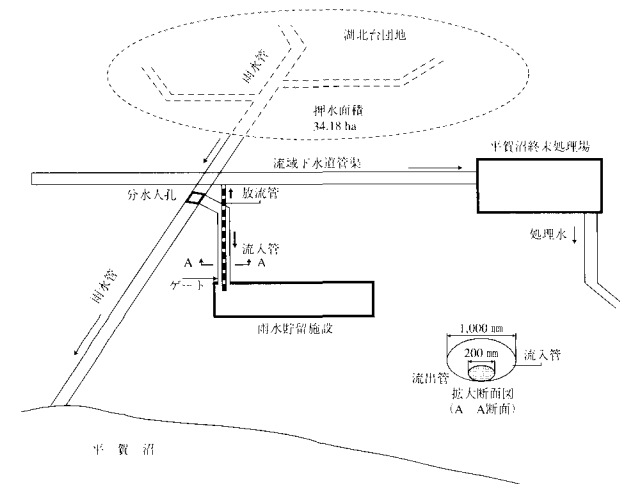 湖北台団地
雨水管
押水面積
34.18 ha
平賀沼終末処理場
流域下水道管渠
分水人孔
放流管
処理水
流入管
A A
ゲート
雨水管
雨水貯留施設
1,000 mm
200 mm
流入管
流出管
拡大断面図
(A A断面)
平賀沼